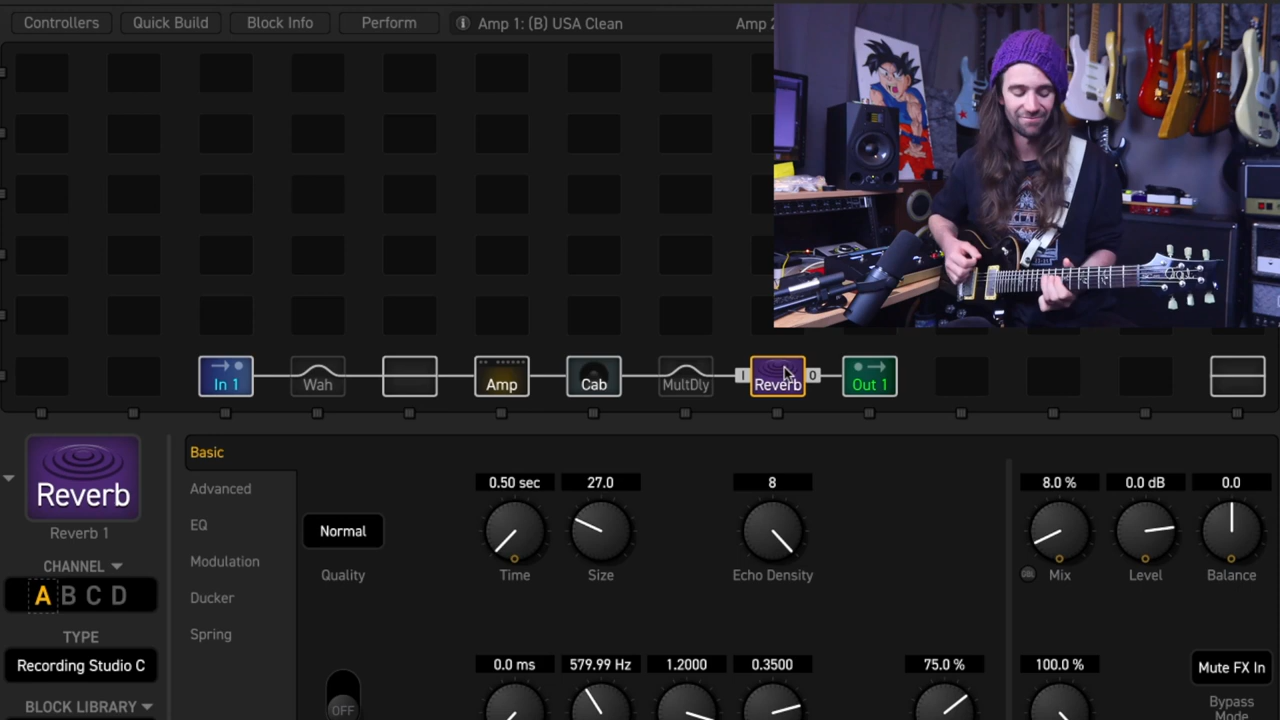 Controllers
Quick Build
Block Info
Perform
Amp 1: (B) USA Clean
Amp 2
In 1
Wah
Amp
Cab
MultDly
I
Reverb
O
Out 1
Reverb
Reverb 1
CHANNEL
A B C D
TYPE
Recording Studio C
BLOCK LIBRARY
Basic
Advanced
EQ
Modulation
Ducker
Spring
Normal
Quality
OFF
0.50 sec
Time
27.0
Size
8
Echo Density
8.0 %
Mix
0.0 dB
Level
0.0
Balance
0.0 ms
579.99 Hz
1.2000
0.3500
75.0 %
100.0 %
Mute FX In
Bypass
Mode